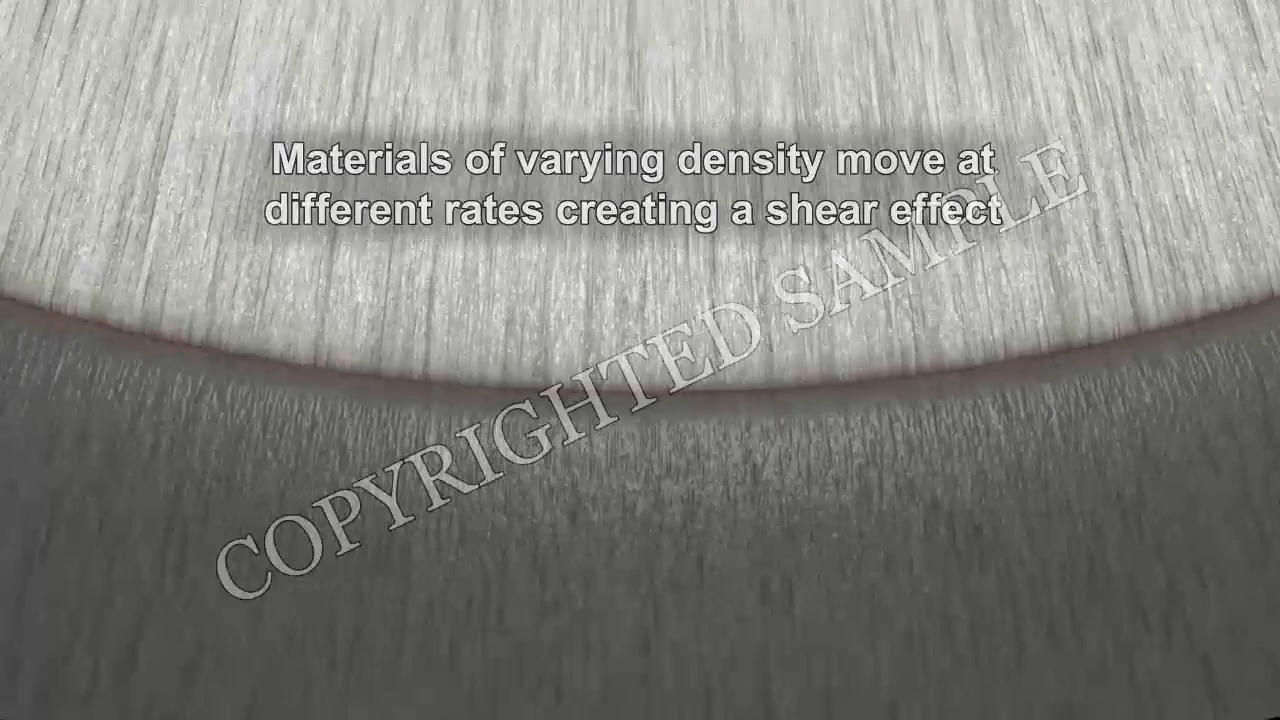 Materials of varying density move at
different rates creating a shear effect
COPYRIGHTED SAMPLE